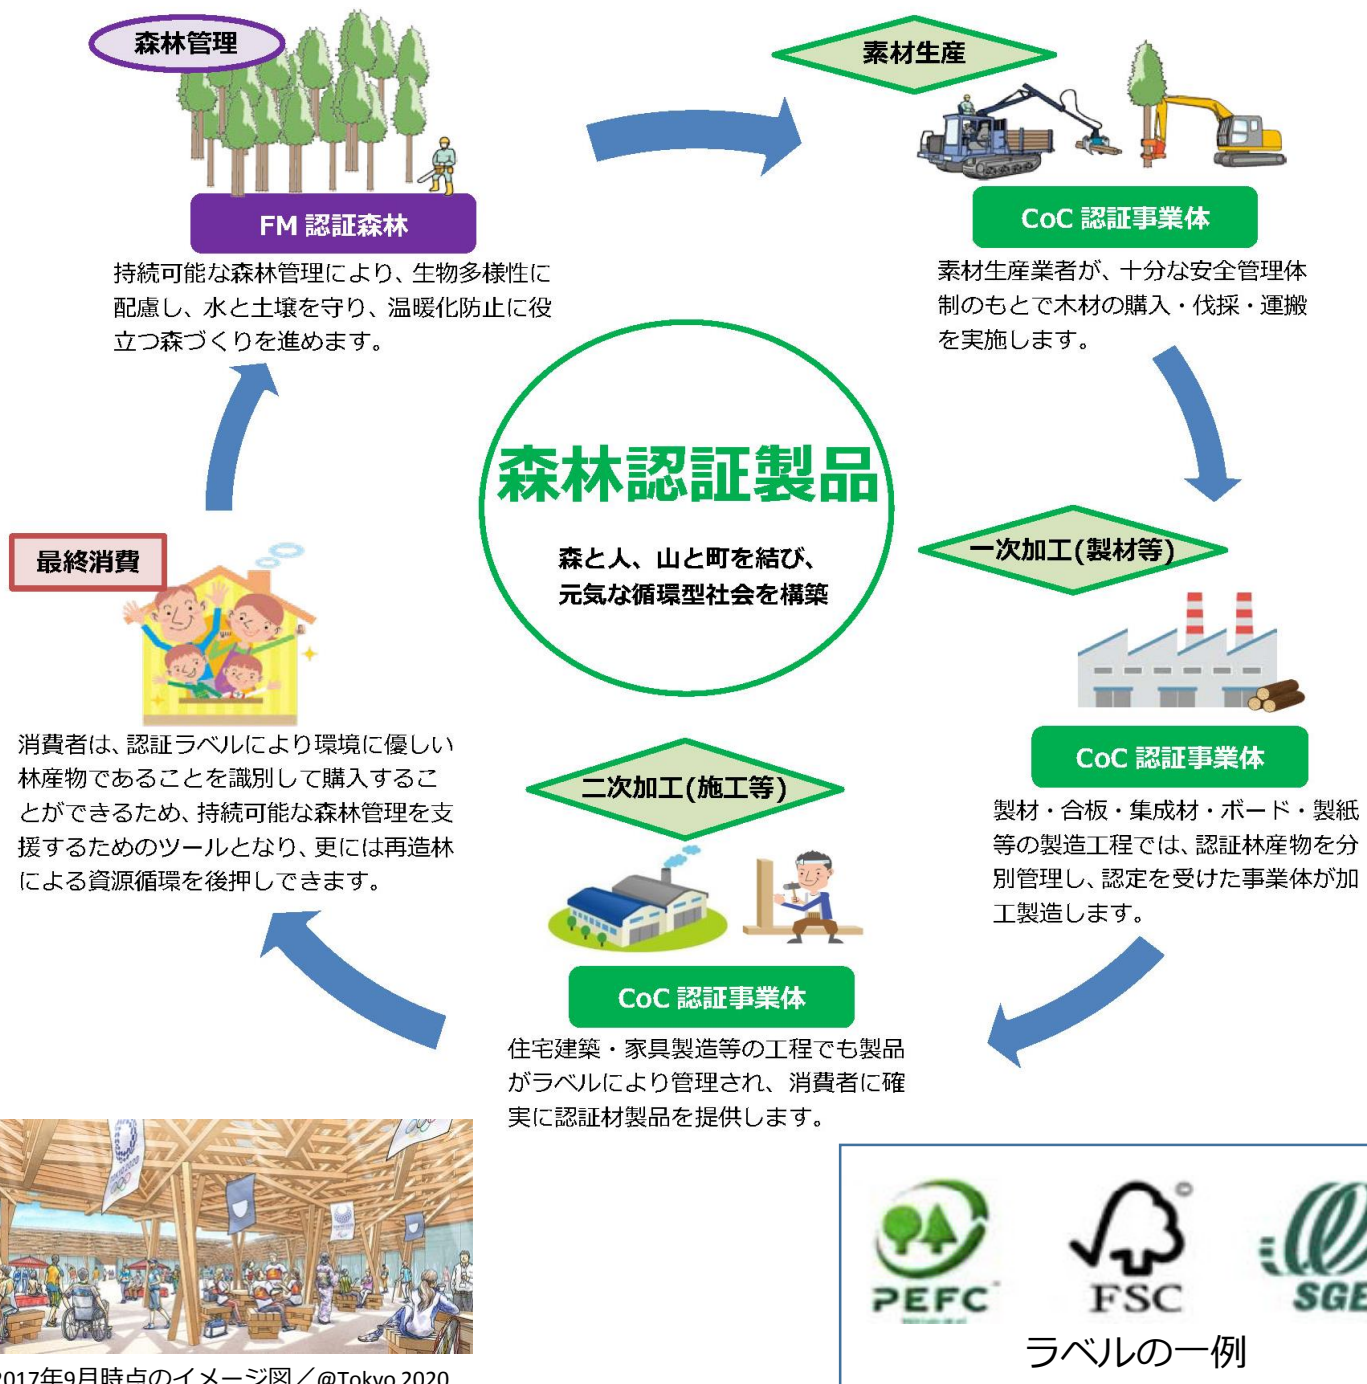 森林管理
FM 認証森林
持続可能な森林管理により、生物多様性に
配慮し、水と土壌を守り、温暖化防止に役
立つ森づくりを進めます。
素材生産
CoC 認証事業体
素材生産業者が、十分な安全管理体
制のもとで木材の購入・伐採・運搬
を実施します。
森林認証製品
森と人、山と町を結び、
元気な循環型社会を構築
一次加工(製材等)
CoC 認証事業体
製材・合板・集成材・ボード・製紙
等の製造工程では、認証林産物を分
別管理し、認定を受けた事業体が加
工製造します。
二次加工(施工等)
CoC 認証事業体
住宅建築・家具製造等の工程でも製品
がラベルにより管理され、消費者に確
実に認証材製品を提供します。
最終消費
消費者は、認証ラベルにより環境に優しい
林産物であることを識別して購入するこ
とができるため、持続可能な森林管理を支
援するためのツールとなり、更には再造林
による資源循環を後押しできます。
TOKYO 2020
2017年9月時点のイメージ図／@Tokyo 2020
PEFC
FSC
SGE
ラベルの一例